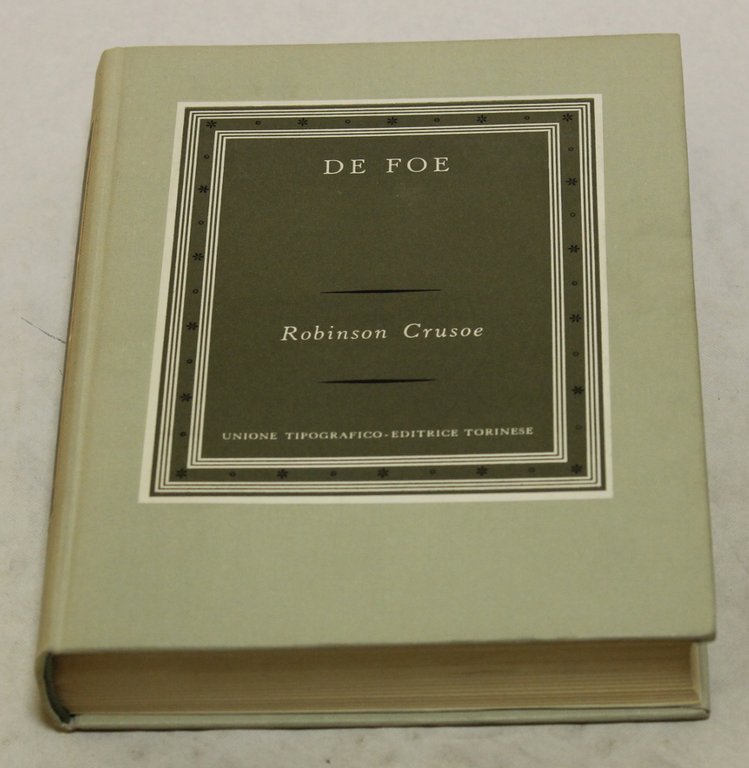 DE FOE
Robinson Crusoe
UNIONE TIPOGRAFICO-EDITRICE TORINESE